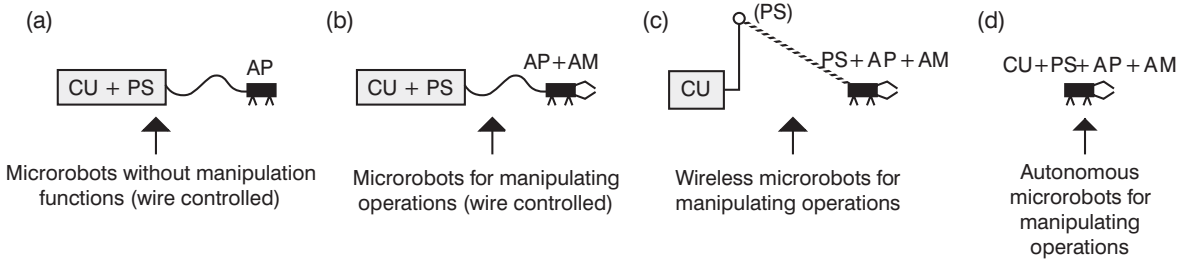 (a)
CU + PS
AP
Microrobots without manipulation
functions (wire controlled)
(b)
CU + PS
AP+AM
Microrobots for manipulating
operations (wire controlled)
(c)
(PS)
CU
PS+AP+AM
Wireless microrobots for
manipulating operations
(d)
CU+PS+AP+AM
Autonomous
microrobots for
manipulating
operations